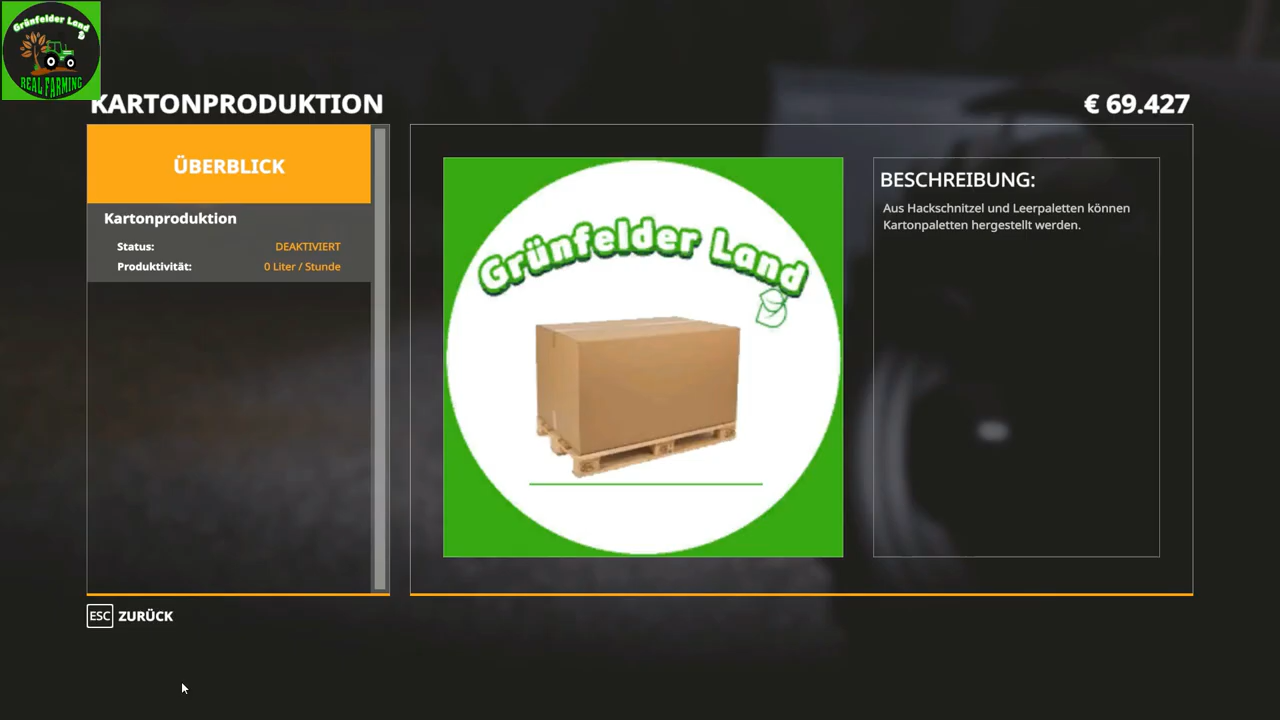 Grünfelder Land
REAL FARMING
KARTONPRODUKTION
€ 69.427
ÜBERBLICK
Kartonproduktion
Status: DEAKTIVIERT
Produktivität: 0 Liter / Stunde
Grünfelder Land
BESCHREIBUNG:
Aus Hackschnitzel und Leerpaletten können
Kartonpaletten hergestellt werden.
ESC ZURÜCK